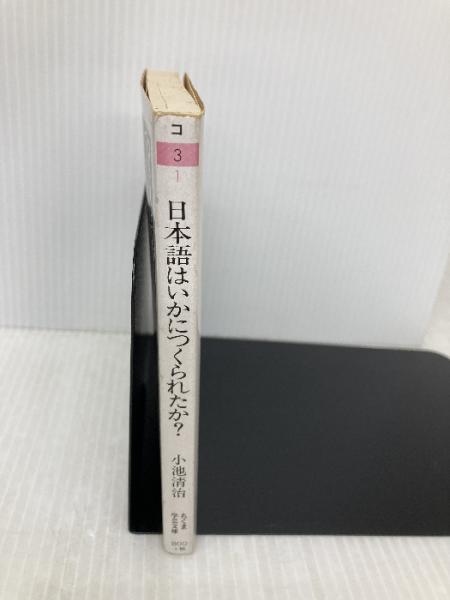 コ
3
1
日本語はいかにつくられたか?
小池清治
ちくま
学芸文庫
800